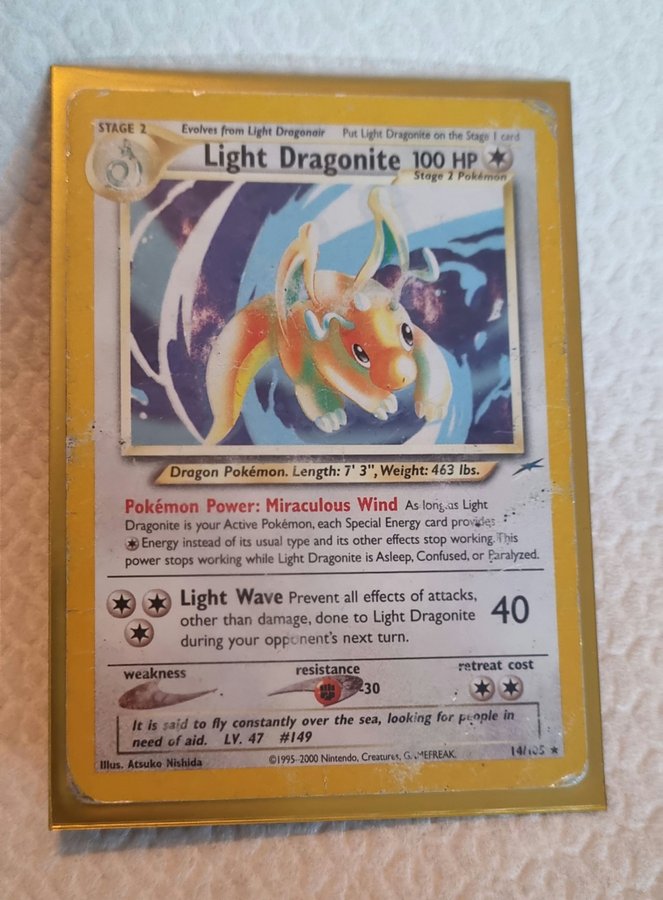 STAGE 2 Evolves from Light Dragonair Put Light Dragonite on the Stage 1 card
Light Dragonite 100 HP
Stage 2 Pokémon
Dragon Pokémon. Length: 7' 3", Weight: 463 lbs.
Pokémon Power: Miraculous Wind As long as Light
Dragonite is your Active Pokémon, each Special Energy card provides
Energy instead of its usual type and its other effects stop working. This
power stops working while Light Dragonite is Asleep, Confused, or Paralyzed.
Light Wave Prevent all effects of attacks,
other than damage, done to Light Dragonite
during your opponent's next turn.
40
weakness resistance retreat cost
-30
It is said to fly constantly over the sea, looking for people in
need of aid. LV. 47 #149
Illus. Atsuko Nishida ©1995-2000 Nintendo, Creatures, GAMEFREAK. 14/105 ★